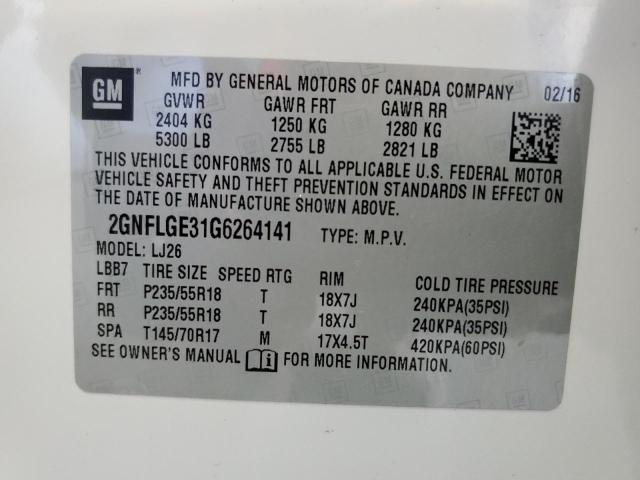 GM ® MFD BY GENERAL MOTORS OF CANADA COMPANY 02/16
GVWR GAWR FRT GAWR RR
2404 KG 1250 KG 1280 KG
5300 LB 2755 LB 2821 LB
THIS VEHICLE CONFORMS TO ALL APPLICABLE U.S. FEDERAL MOTOR
VEHICLE SAFETY AND THEFT PREVENTION STANDARDS IN EFFECT ON
THE DATE OF MANUFACTURE SHOWN ABOVE.
2GNFLGE31G6264141 TYPE: M.P.V.
MODEL: LJ26
LBB7 TIRE SIZE SPEED RTG RIM COLD TIRE PRESSURE
FRT P235/55R18 T 18X7J 240KPA(35PSI)
RR P235/55R18 T 18X7J 240KPA(35PSI)
SPA T145/70R17 M 17X4.5T 420KPA(60PSI)
SEE OWNER'S MANUAL FOR MORE INFORMATION.